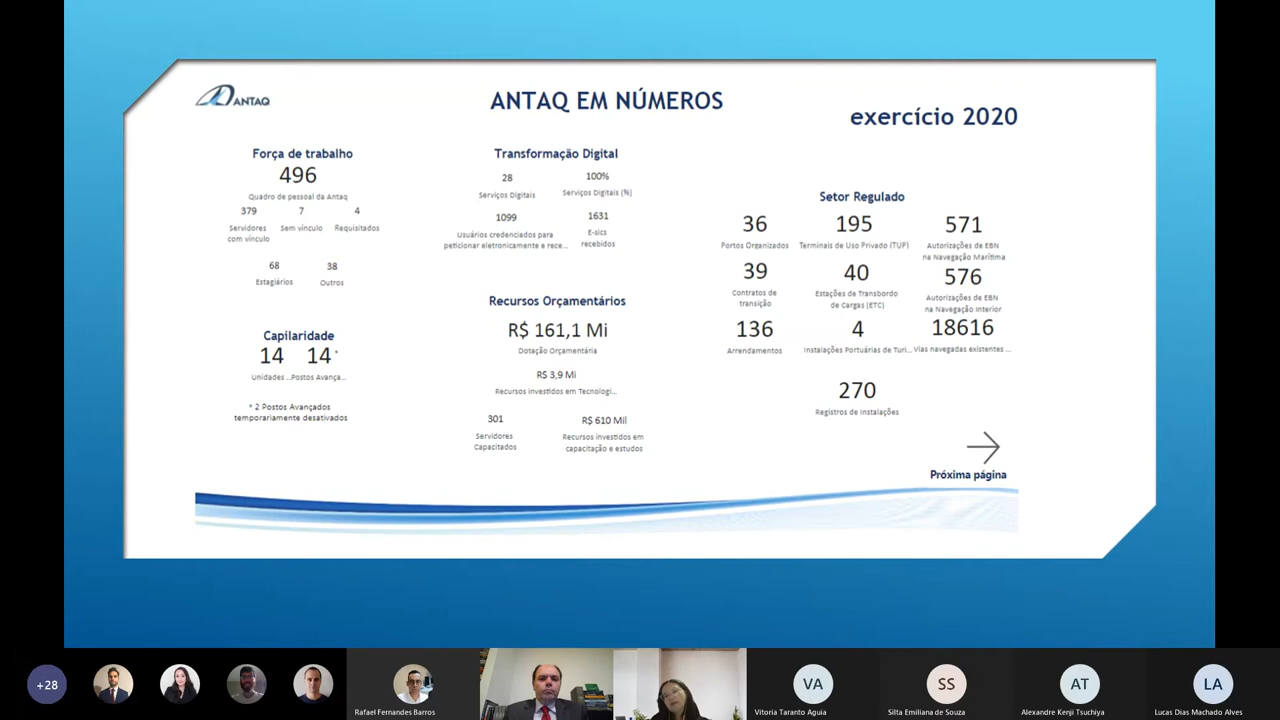 ANTAQ
ANTAQ EM NÚMEROS
exercício 2020
Força de trabalho
496
Quadro de pessoal da Antaq
379 7 4
Servidores com vínculo
Sem vínculo
Requisitados
68 38
Estagiários
Outros
Capilaridade
14 14 *
Unidades ... Postos Avança...
* 2 Postos Avançados
temporariamente desativados
Transformação Digital
28
Serviços Digitais
100%
Serviços Digitais (%)
1099
Usuários credenciados para
peticionar eletronicamente e rece...
1631
E-sics
recebidos
Recursos Orçamentários
R$ 161,1 Mi
Dotação Orçamentária
R$ 3,9 Mi
Recursos investidos em Tecnologi...
301
Servidores
Capacitados
R$ 610 Mil
Recursos investidos em
capacitação e estudos
Setor Regulado
36
Portos Organizados
195
Terminais de Uso Privado (TUP)
571
Autorizações de EBN
na Navegação Marítima
39
Contratos de
transição
40
Estações de Transbordo
de Cargas (ETC)
576
Autorizações de EBN
na Navegação Interior
136
Arrendamentos
4
Instalações Portuárias de Turi...
18616
Vias navegadas existentes ...
270
Registros de Instalações
Próxima página
+28
Rafael Fernandes Barros
VA
Vitoria Taranto Aguia
SS
Silta Emiliana de Souza
AT
Alexandre Kenji Tsuchiya
LA
Lucas Dias Machado Alves